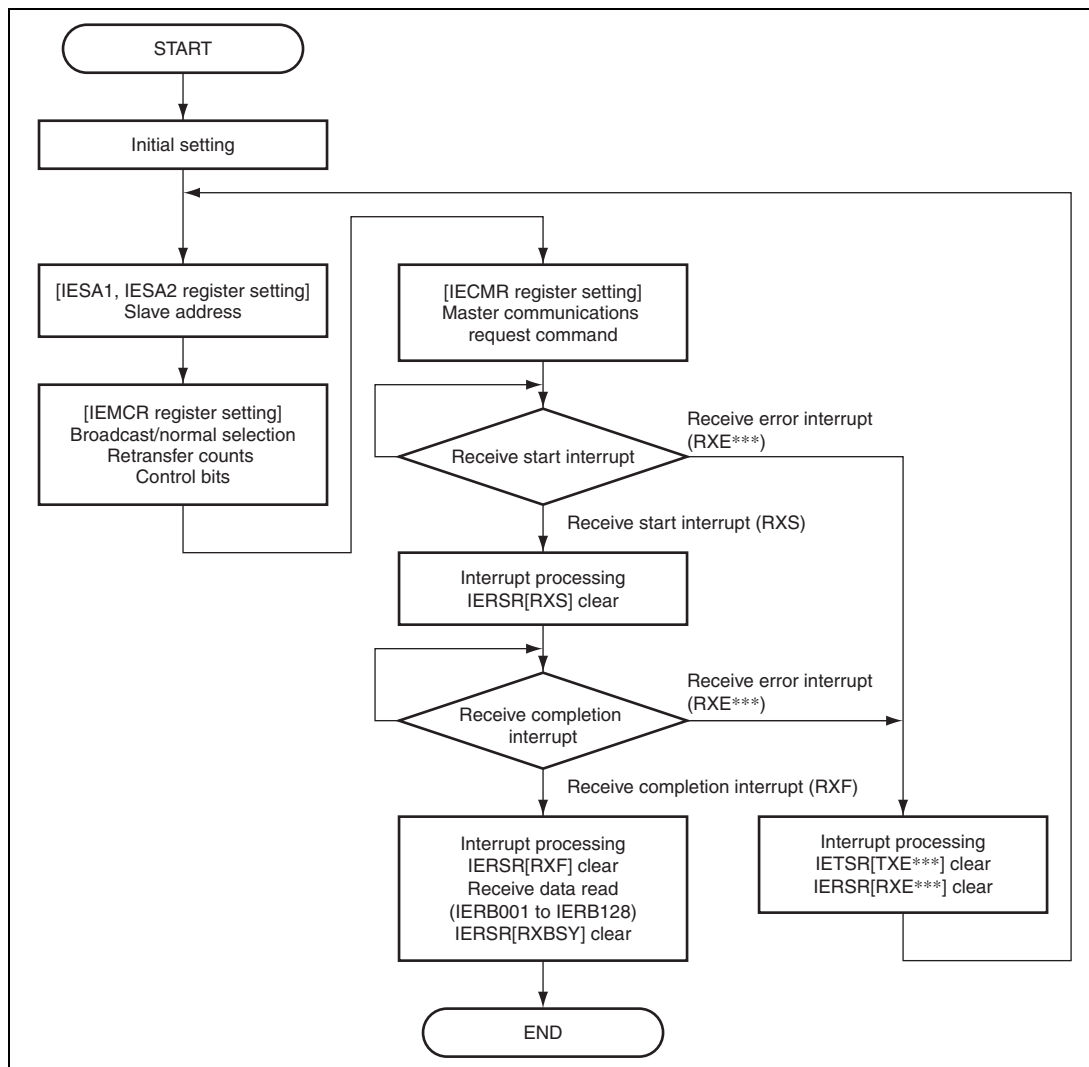 START
Initial setting
[IESA1, IESA2 register setting]
Slave address
[IEMCR register setting]
Broadcast/normal selection
Retransfer counts
Control bits
[IECMR register setting]
Master communications
request command
Receive start interrupt
Receive error interrupt
(RXE***)
Receive start interrupt (RXS)
Interrupt processing
IERSR[RXS] clear
Receive completion
interrupt
Receive error interrupt
(RXE***)
Receive completion interrupt (RXF)
Interrupt processing
IERSR[RXF] clear
Receive data read
(IERB001 to IERB128)
IERSR[RXBSY] clear
Interrupt processing
IETSR[TXE***] clear
IERSR[RXE***] clear
END